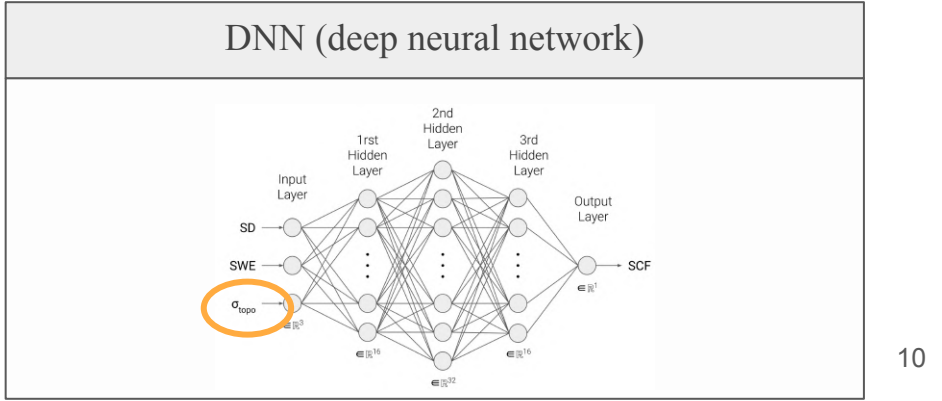 DNN (deep neural network)
2nd
Hidden
Layer
1rst
Hidden
Layer
3rd
Hidden
Layer
Input
Layer
Output
Layer
SD
SWE
SCF
σtopo
∈ ℝ¹
∈ ℝ³
∈ ℝ¹⁶
∈ ℝ¹⁶
∈ ℝ³²
10